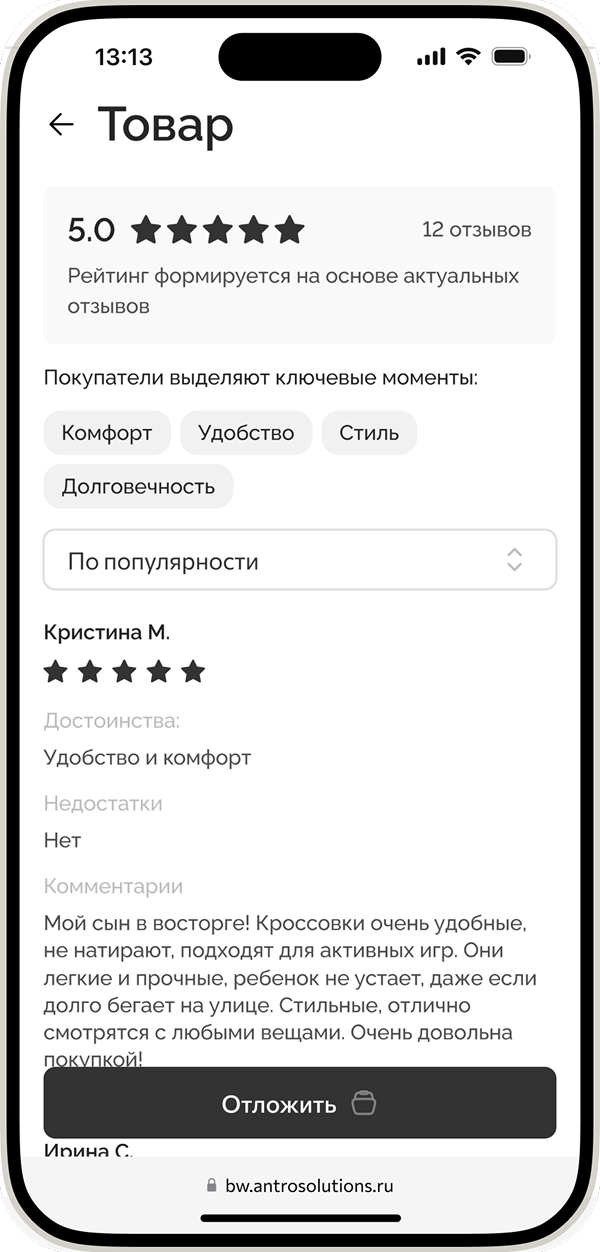 13:13
Товар
5.0
12 отзывов
Рейтинг формируется на основе актуальных
отзывов
Покупатели выделяют ключевые моменты:
Комфорт
Удобство
Стиль
Долговечность
По популярности
Кристина М.
Достоинства:
Удобство и комфорт
Недостатки
Нет
Комментарии
Мой сын в восторге! Кроссовки очень удобные,
не натирают, подходят для активных игр. Они
легкие и прочные, ребенок не устает, даже если
долго бегает на улице. Стильные, отлично
смотрятся с любыми вещами. Очень довольна
покупкой!
Отложить
Ирина С.
bw.antrosolutions.ru